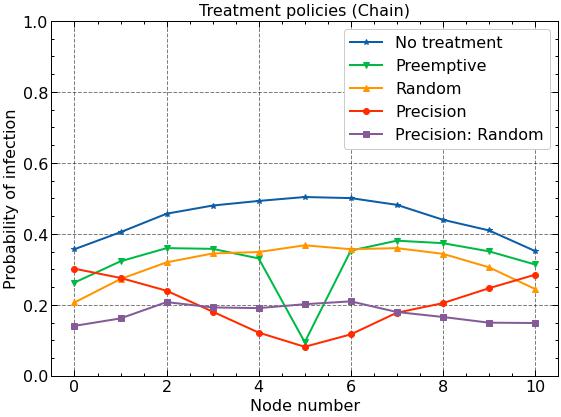 Treatment policies (Chain)
Probability of infection
1.0
0.8
0.6
0.4
0.2
0.0
No treatment
Preemptive
Random
Precision
Precision: Random
0 2 4 6 8 10
Node number